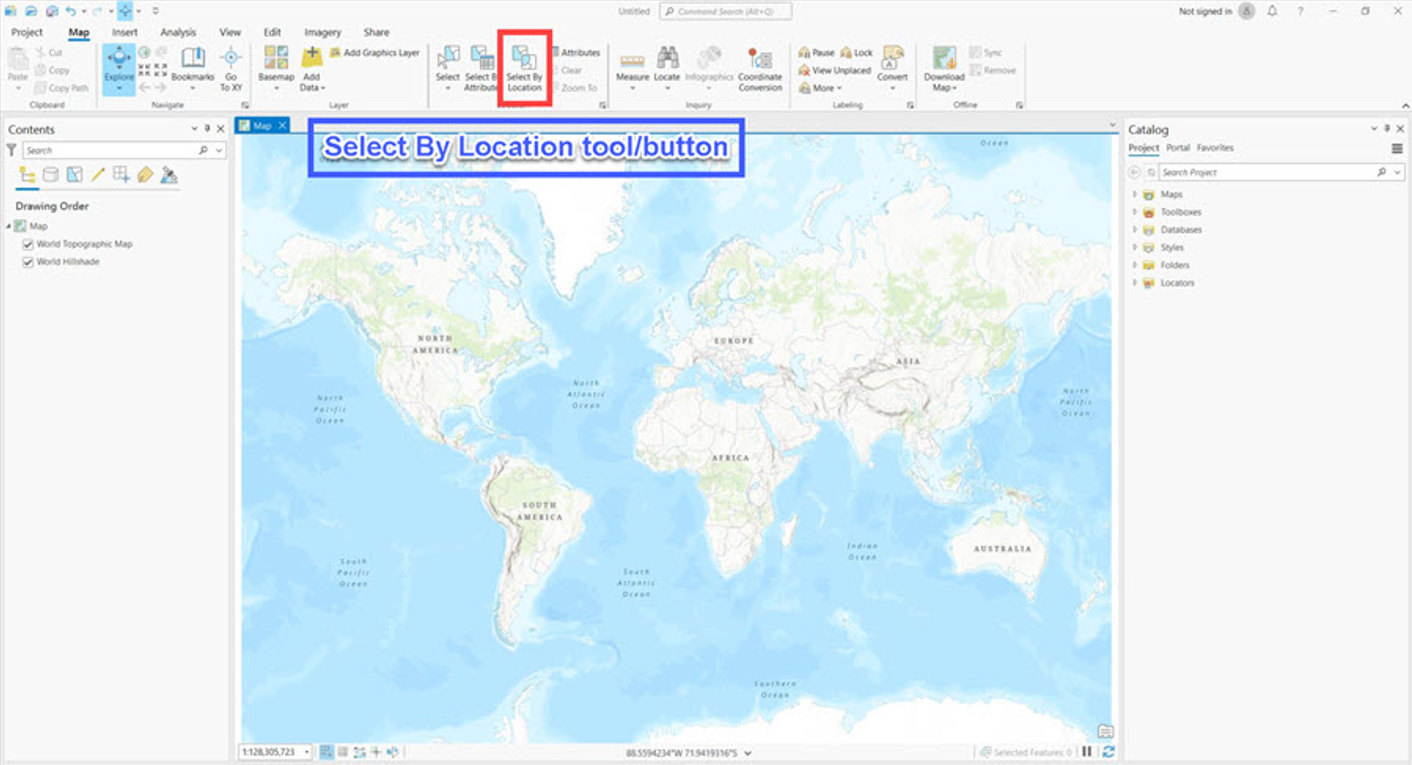 Untitled
Command Search (Alt+Q)
Not signed in
?
Project Map Insert Analysis View Edit Imagery Share
Paste
Cut
Copy
Copy Path
Clipboard
Explore
Bookmarks
Go
To XY
Navigate
Basemap
Add
Data
Add Graphics Layer
Layer
Select
Select By
Location
Attributes
Clear
Zoom To
Measure
Locate
Infographics
Coordinate
Conversion
Inquiry
Pause
Lock
View Unplaced
More
Convert
Labeling
Download
Map
Sync
Remove
Offline
Contents
Search
Drawing Order
Map
World Topographic Map
World Hillshade
Map
Select By Location tool/button
Ocean
NORTH
AMERICA
EUROPE
ASIA
North
Pacific
Ocean
North
Atlantic
Ocean
North
Pacific
Ocean
AFRICA
SOUTH
AMERICA
South
Pacific
Ocean
South
Atlantic
Ocean
Indian
Ocean
AUSTRALIA
Southern
Ocean
1:128,305,723
88.5594234°W 71.9419316°S
Selected Features: 0
Catalog
Project Portal Favorites
Search Project
Maps
Toolboxes
Databases
Styles
Folders
Locators